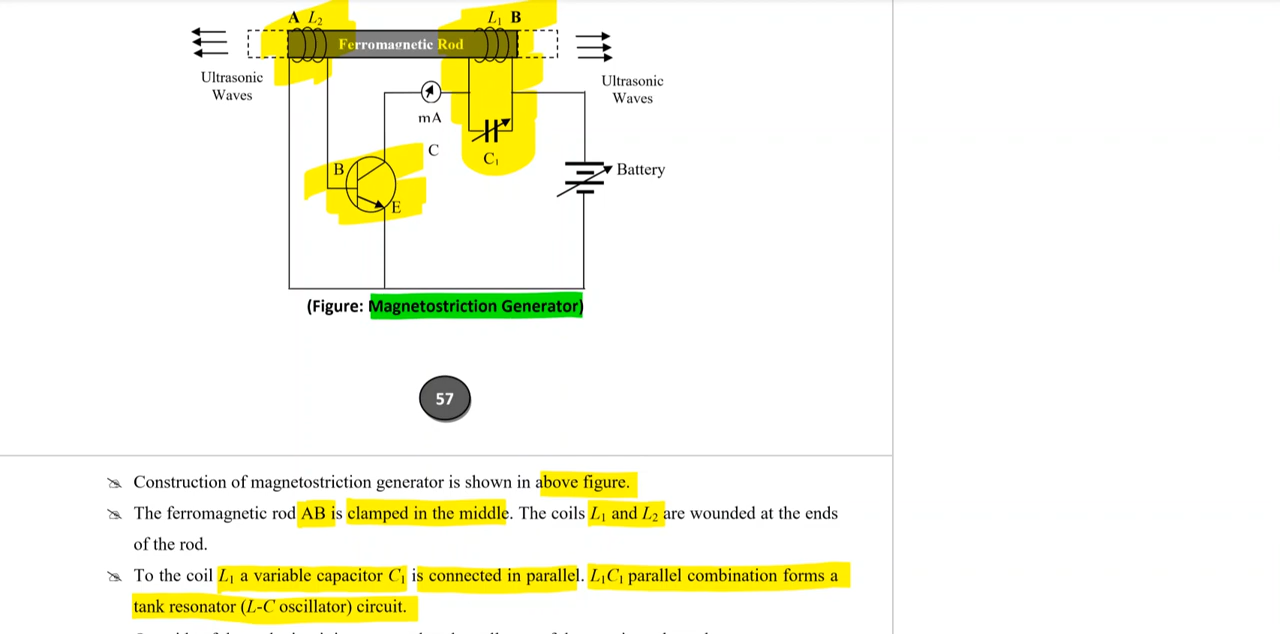 A L₂ L₁ B
Ferromagnetic Rod
Ultrasonic
Waves
Ultrasonic
Waves
mA
C
C₁
B
Battery
E
(Figure: Magnetostriction Generator)
57
Construction of magnetostriction generator is shown in above figure.
The ferromagnetic rod AB is clamped in the middle. The coils L₁ and L₂ are wounded at the ends
of the rod.
To the coil L₁ a variable capacitor C₁ is connected in parallel. L₁C₁ parallel combination forms a
tank resonator (L-C oscillator) circuit.